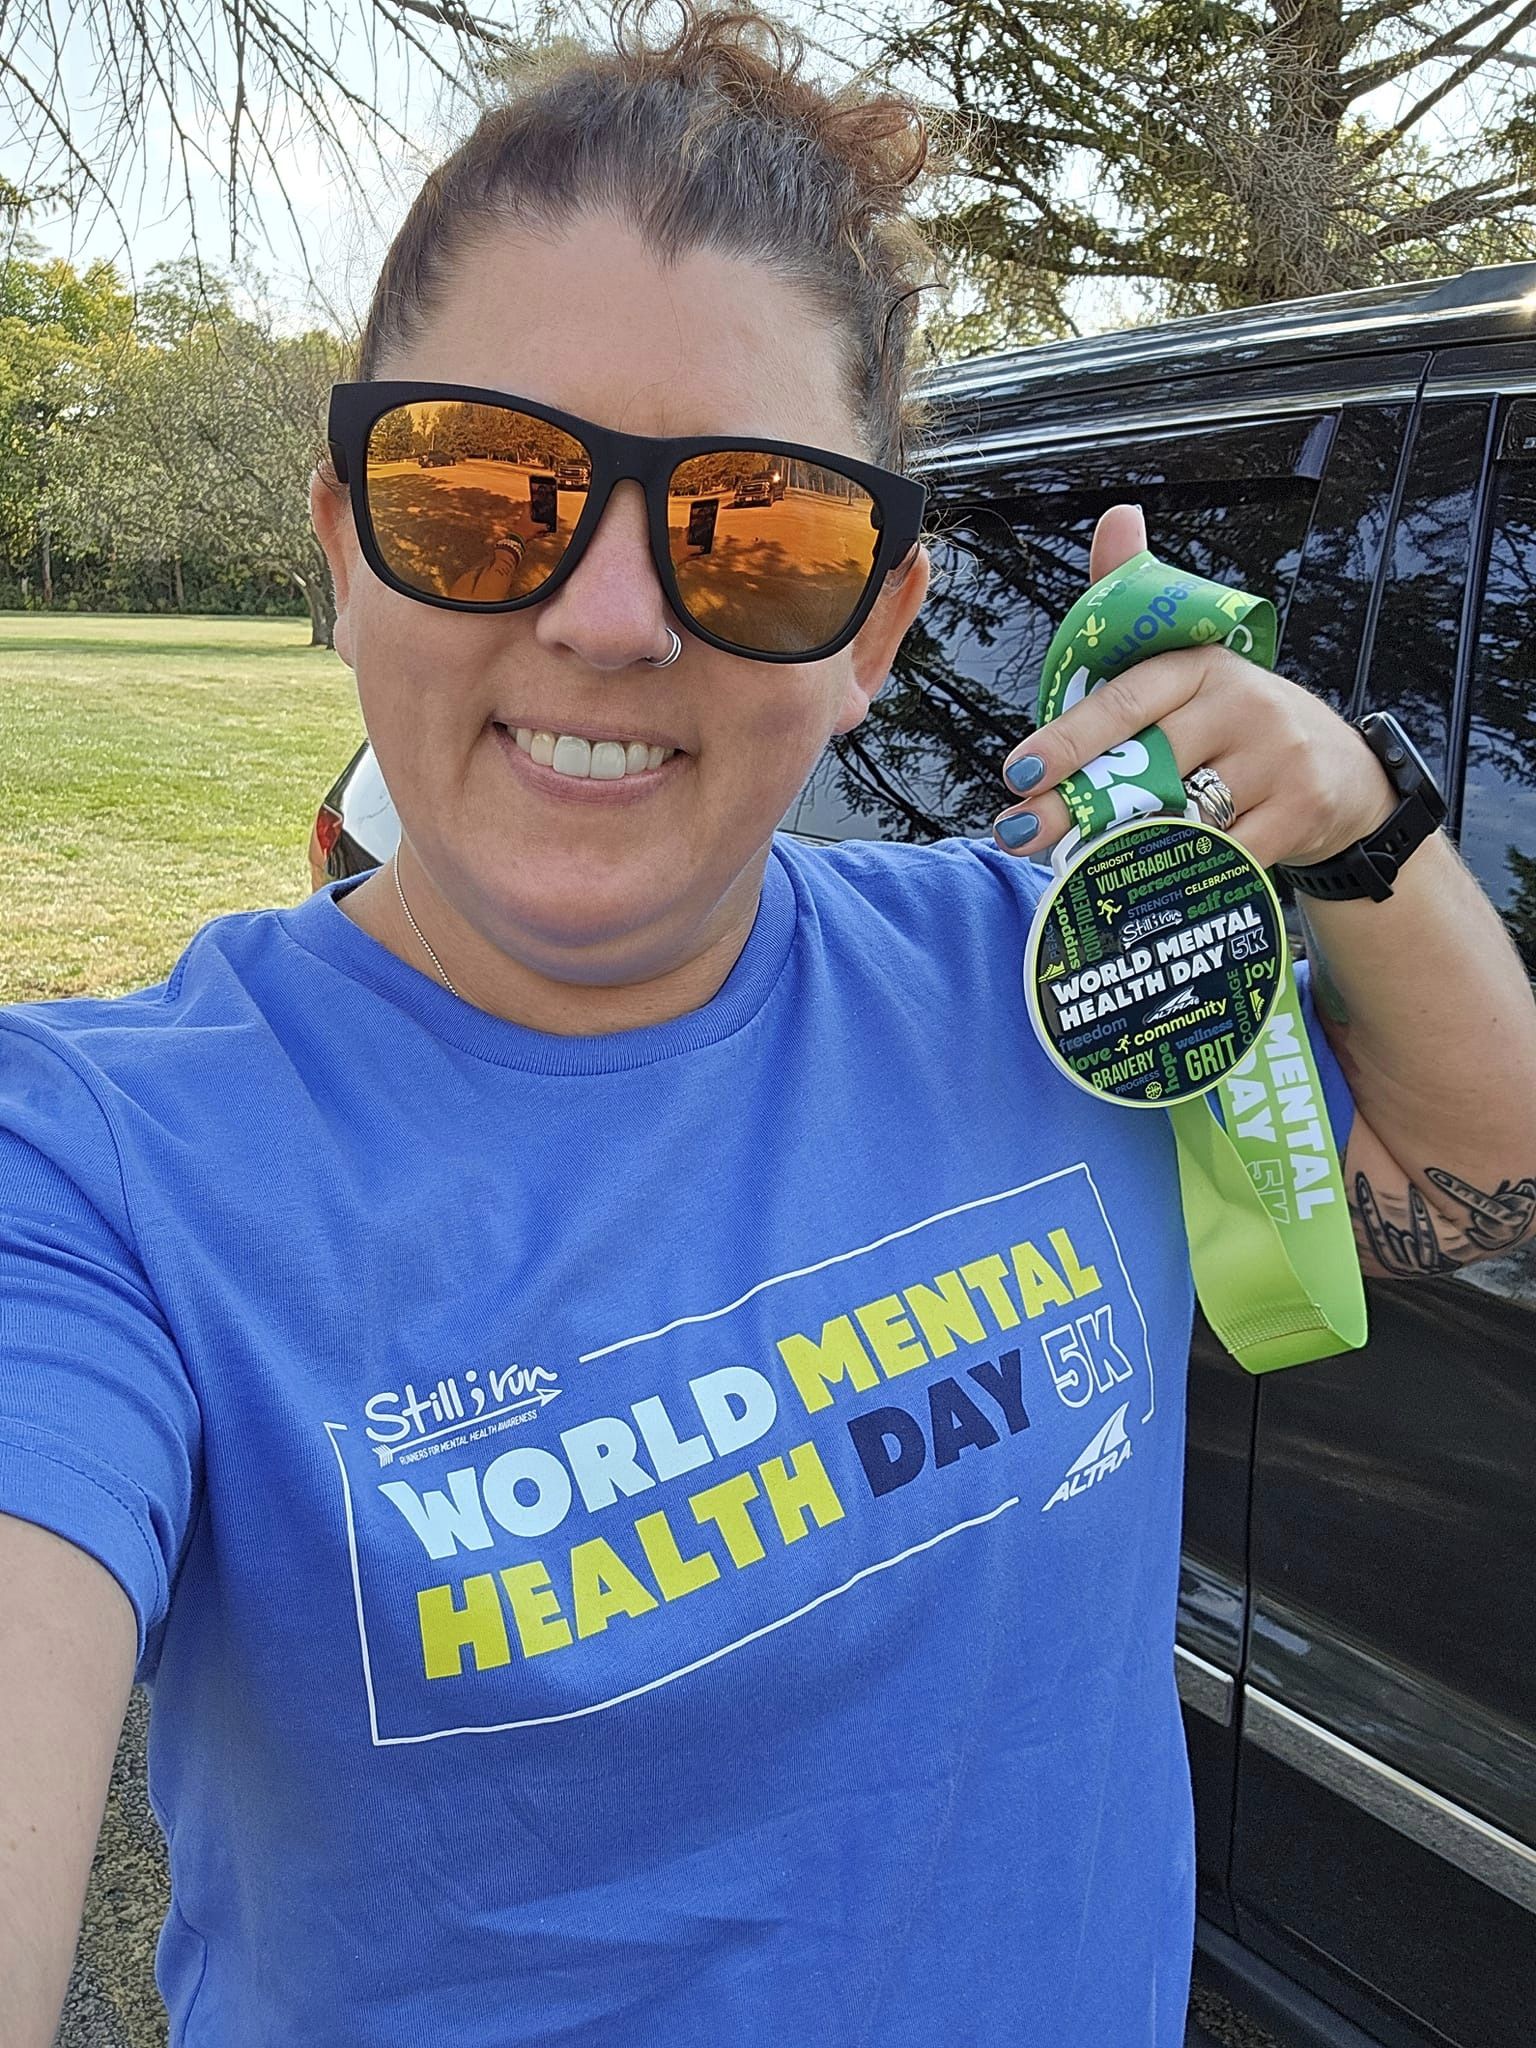 Still;run
RUNNERS FOR MENTAL HEALTH AWARENESS
WORLD MENTAL
HEALTH DAY 5K
ALTRA
edom
24
resilience
CURIOSITY CONNECTION
VULNERABILITY
perseverance
STRENGTH CELEBRATION
support
CONFIDENCE
self care
Still;run
WORLD MENTAL 5K
HEALTH DAY
ALTRA
freedom
community
COURAGE
joy
love
BRAVERY
PROGRESS
hope
wellness
GRIT
MENTAL
DAY 5K